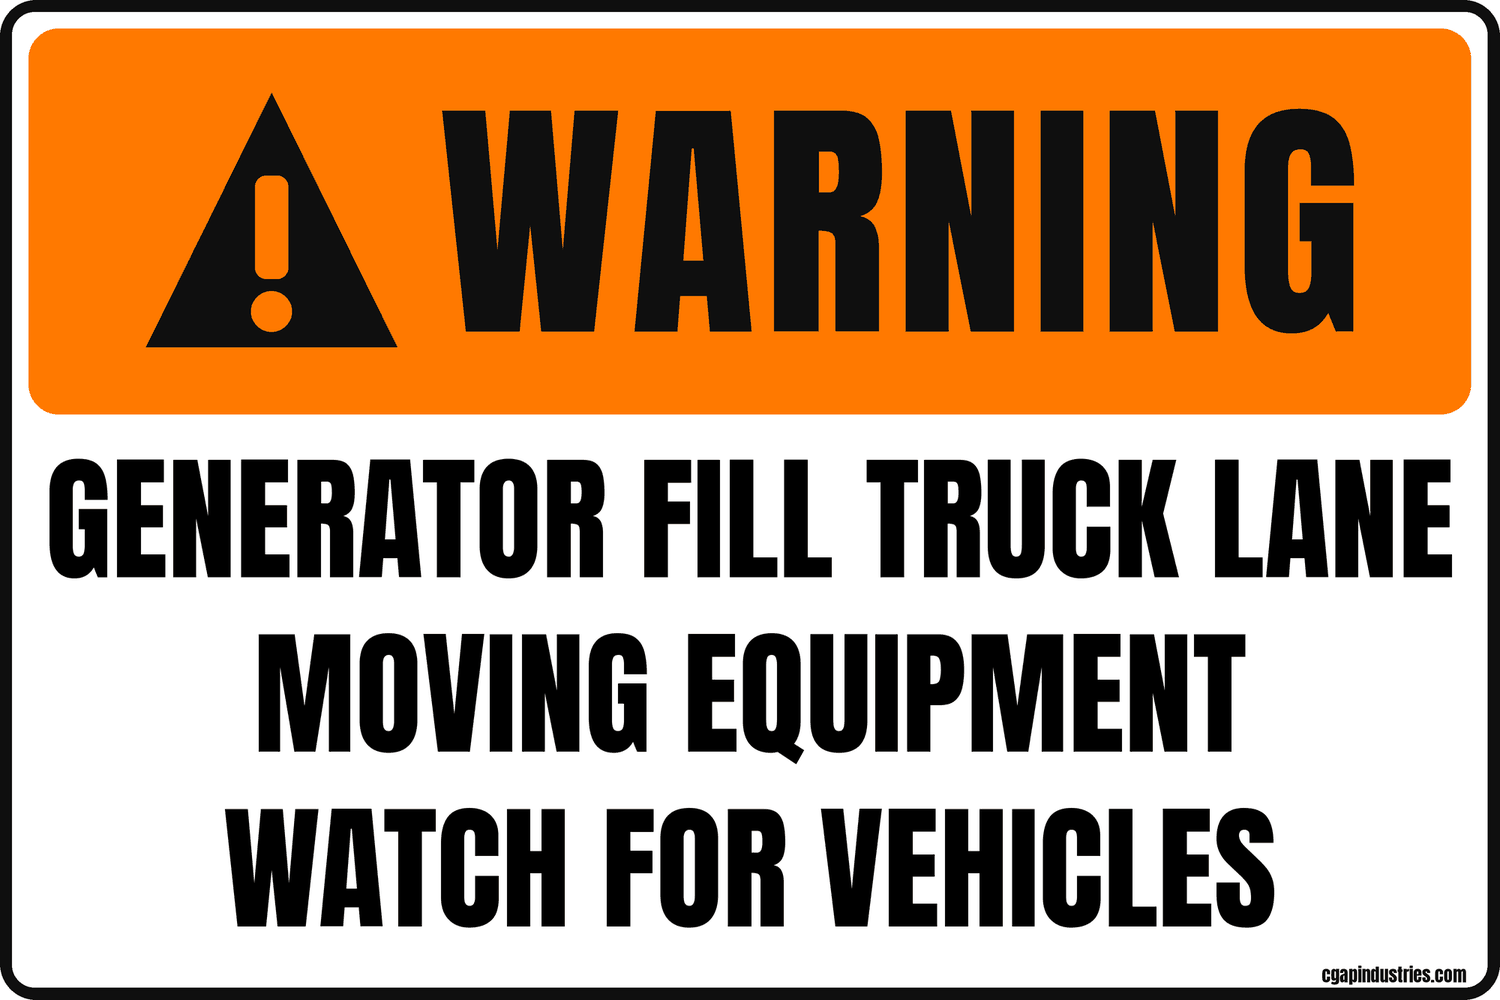 WARNING
GENERATOR FILL TRUCK LANE
MOVING EQUIPMENT
WATCH FOR VEHICLES
cgapindustries.com